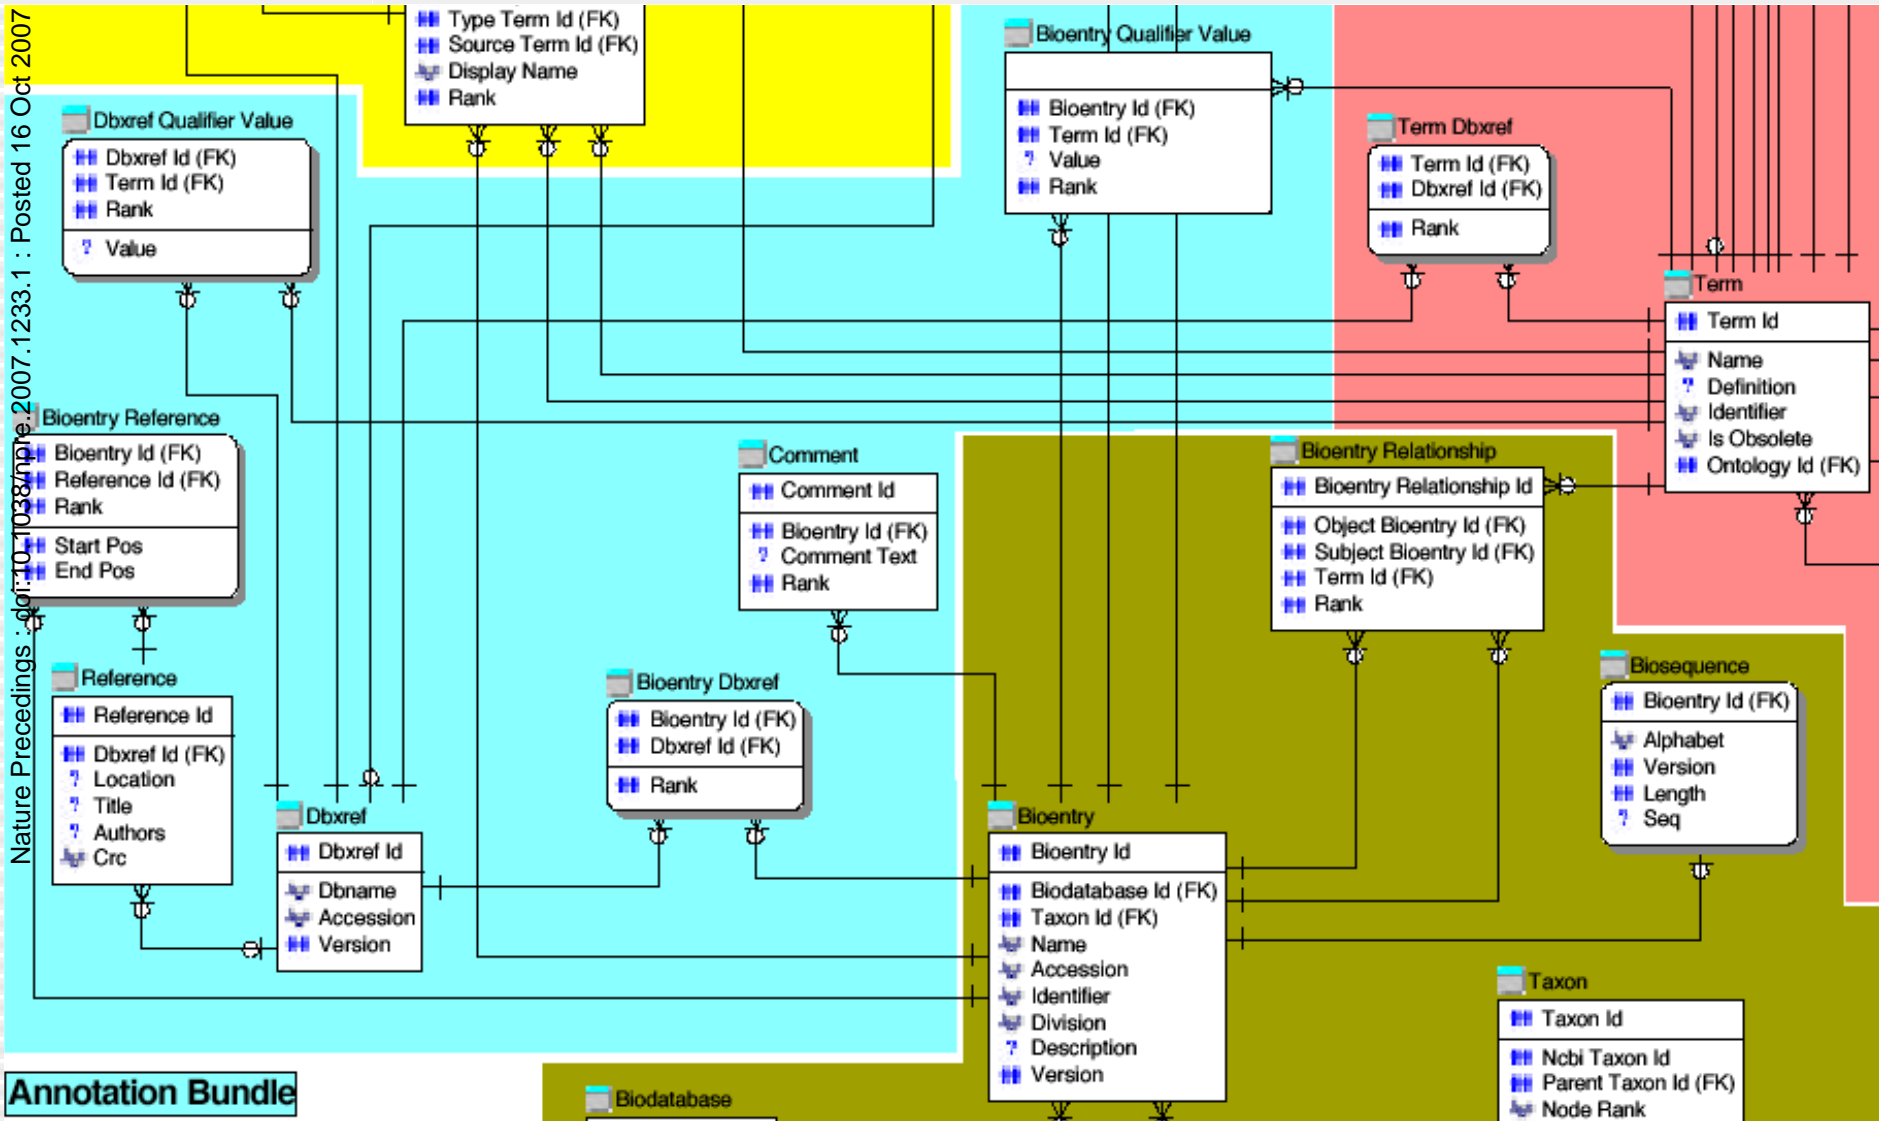 Nature Precedings : doi:10.1038/npre.2007.1233.1 : Posted 16 Oct 2007
Type Term Id (FK)
Source Term Id (FK)
Display Name
Rank
Bioentry Qualifier Value
Bioentry Id (FK)
Term Id (FK)
? Value
Rank
Dbxref Qualifier Value
Dbxref Id (FK)
Term Id (FK)
Rank
? Value
Term Dbxref
Term Id (FK)
Dbxref Id (FK)
Rank
Term
Term Id
Name
? Definition
Identifier
Is Obsolete
Ontology Id (FK)
Bioentry Reference
Bioentry Id (FK)
Reference Id (FK)
Rank
Start Pos
End Pos
Comment
Comment Id
Bioentry Id (FK)
? Comment Text
Rank
Bioentry Relationship
Bioentry Relationship Id
Object Bioentry Id (FK)
Subject Bioentry Id (FK)
Term Id (FK)
Rank
Reference
Reference Id
Dbxref Id (FK)
? Location
? Title
? Authors
Crc
Bioentry Dbxref
Bioentry Id (FK)
Dbxref Id (FK)
Rank
Biosequence
Bioentry Id (FK)
Alphabet
Version
Length
? Seq
Dbxref
Dbxref Id
Dbname
Accession
Version
Bioentry
Bioentry Id
Biodatabase Id (FK)
Taxon Id (FK)
Name
Accession
Identifier
Division
? Description
Version
Taxon
Taxon Id
Ncbi Taxon Id
Parent Taxon Id (FK)
Node Rank
Annotation Bundle
Biodatabase